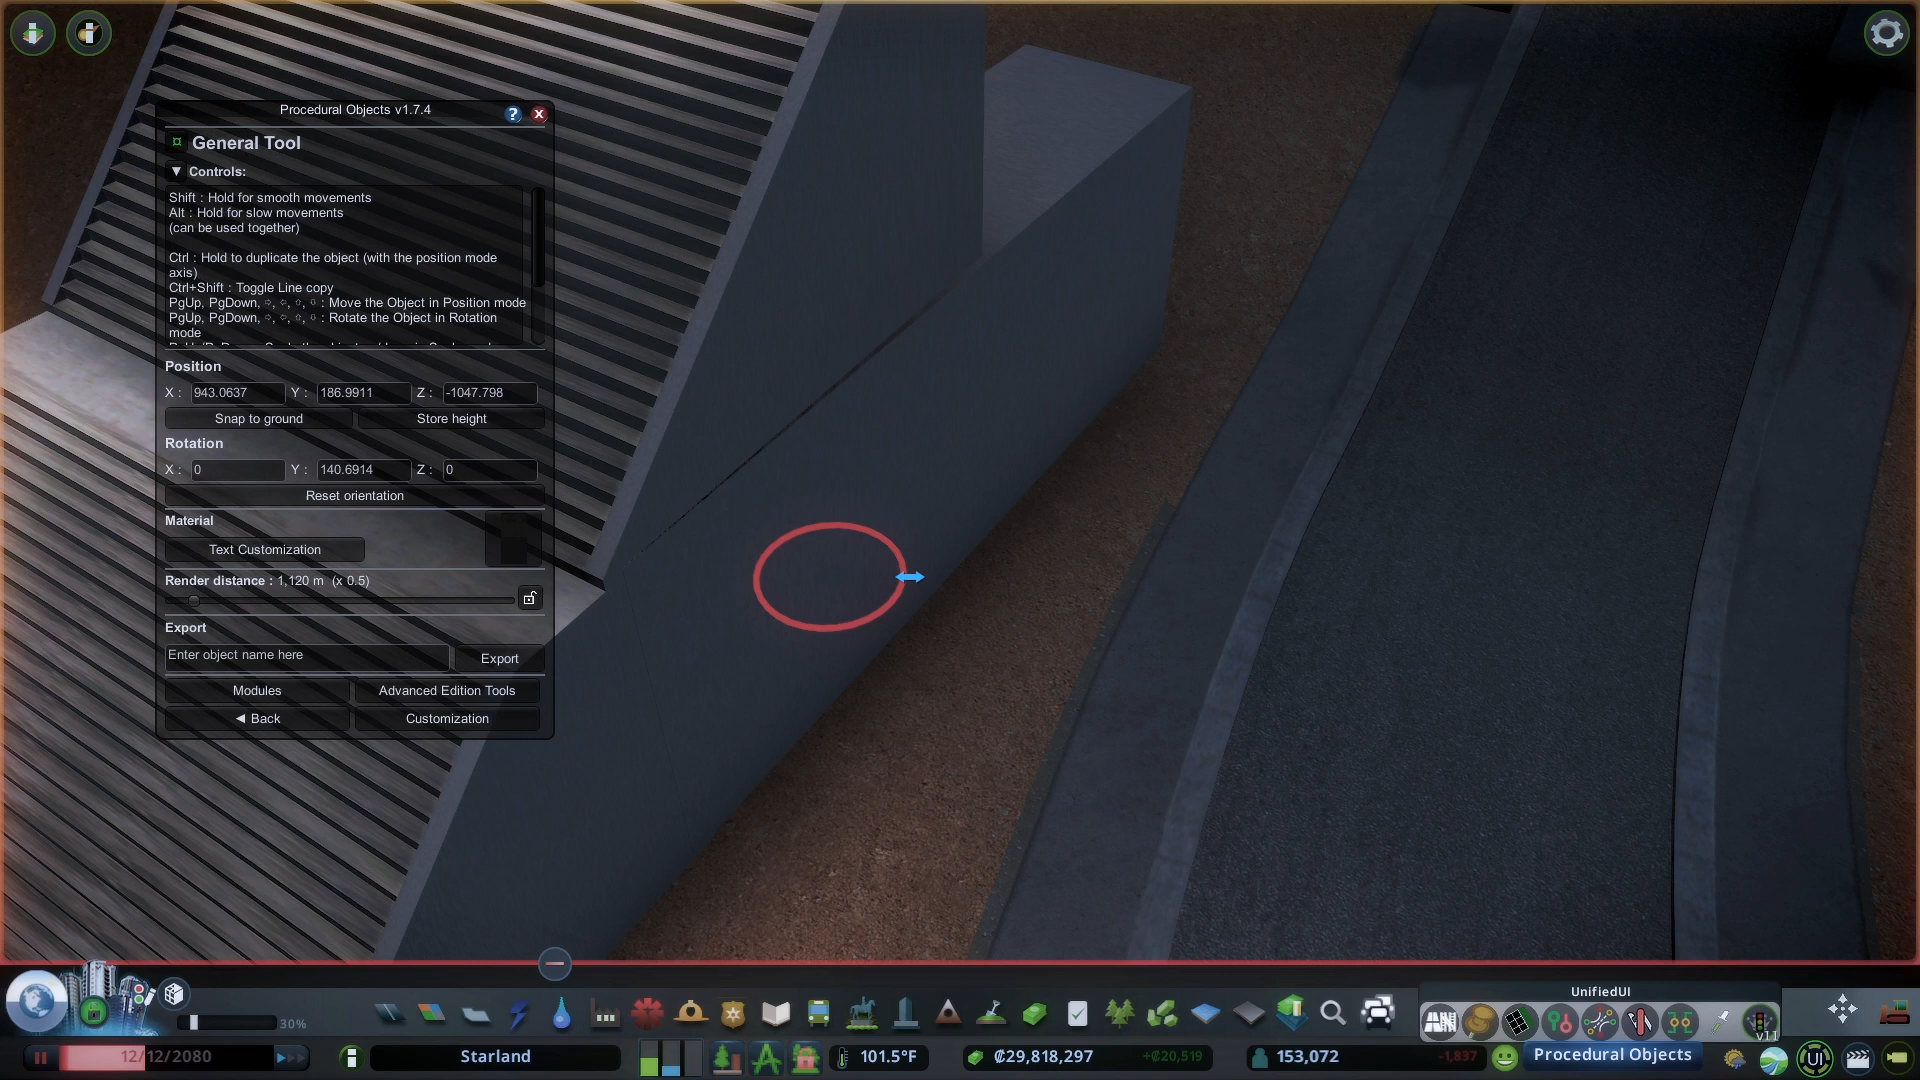 Procedural Objects v1.7.4
?
x
General Tool
▼ Controls:
Shift : Hold for smooth movements
Alt : Hold for slow movements
(can be used together)
Ctrl : Hold to duplicate the object (with the position mode
axis)
Ctrl+Shift : Toggle Line copy
PgUp, PgDown, ⇨, ⇦, ⇧, ⇩ : Move the Object in Position mode
PgUp, PgDown, ⇨, ⇦, ⇧, ⇩ : Rotate the Object in Rotation
mode
Position
X : 943.0637 Y : 186.9911 Z : -1047.798
Snap to ground Store height
Rotation
X : 0 Y : 140.6914 Z : 0
Reset orientation
Material
Text Customization
Render distance : 1,120 m (x 0.5)
Export
Enter object name here Export
Modules Advanced Edition Tools
◀ Back Customization
UnifiedUI
30%
V11
12/12/2080
Starland
101.5°F
₡29,818,297 +₡20,519
153,072 -1,837
Procedural Objects
UI